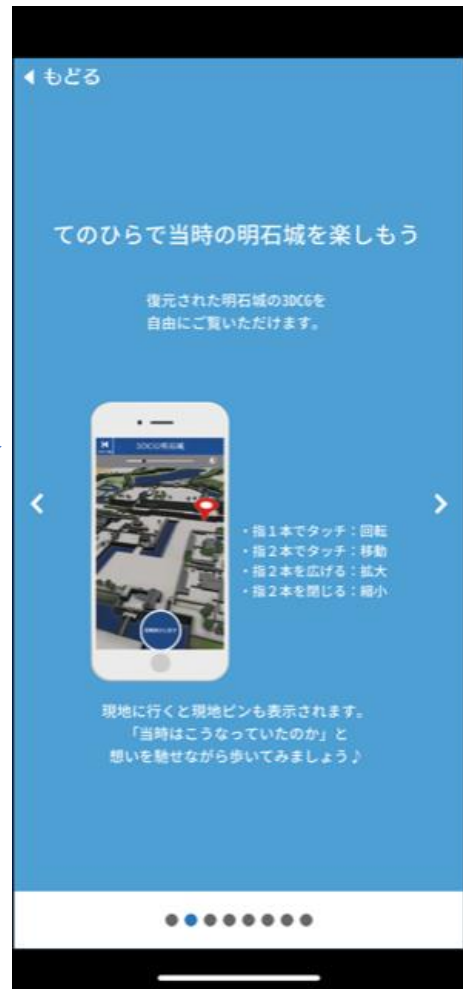 もどる
てのひらで当時の明石城を楽しもう
復元された明石城の3DCGを
自由にご覧いただけます。
3DCG明石城
・指１本でタッチ：回転
・指２本でタッチ：移動
・指２本を広げる：拡大
・指２本を閉じる：縮小
現地に行くと現地ピンも表示されます。
「当時はこうなっていたのか」と
想いを馳せながら歩いてみましょう♪